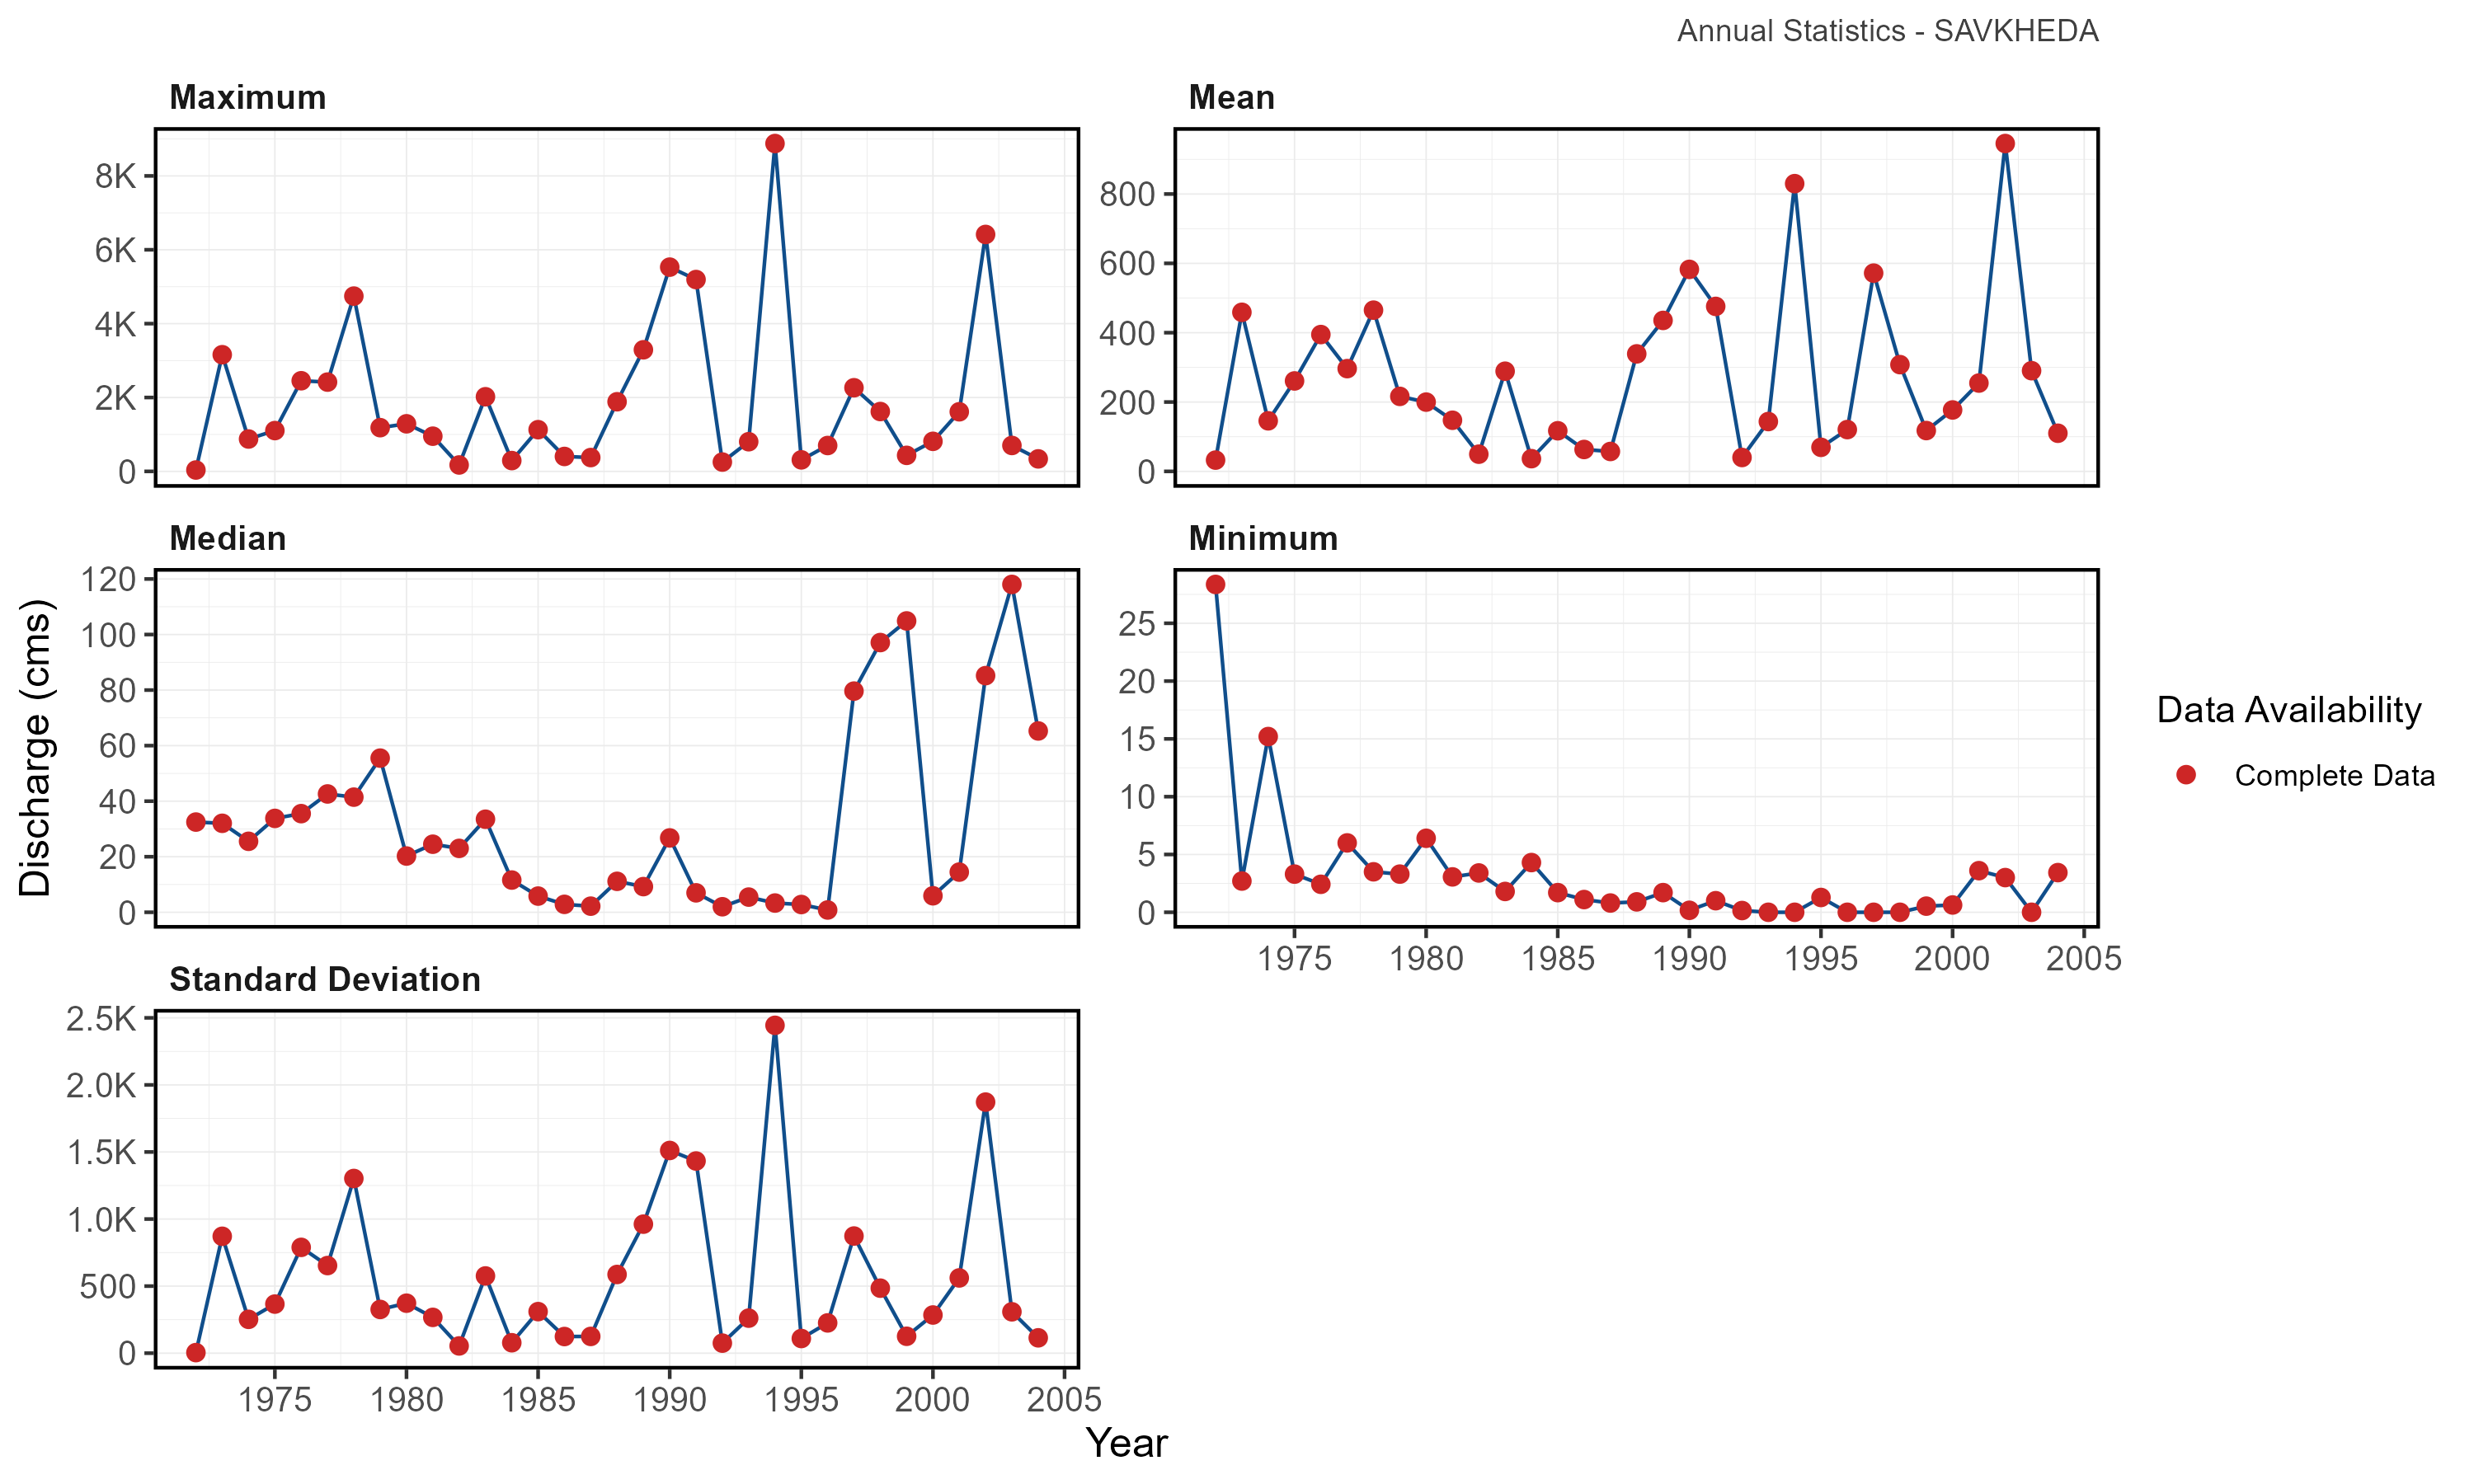 Annual Statistics - SAVKHEDA
Maximum
8K
6K
4K
2K
0
Mean
800
600
400
200
0
Discharge (cms)
Median
120
100
80
60
40
20
0
Minimum
25
20
15
10
5
0
1975 1980 1985 1990 1995 2000 2005
Data Availability
Complete Data
Standard Deviation
2.5K
2.0K
1.5K
1.0K
500
0
1975 1980 1985 1990 1995 2000 2005
Year